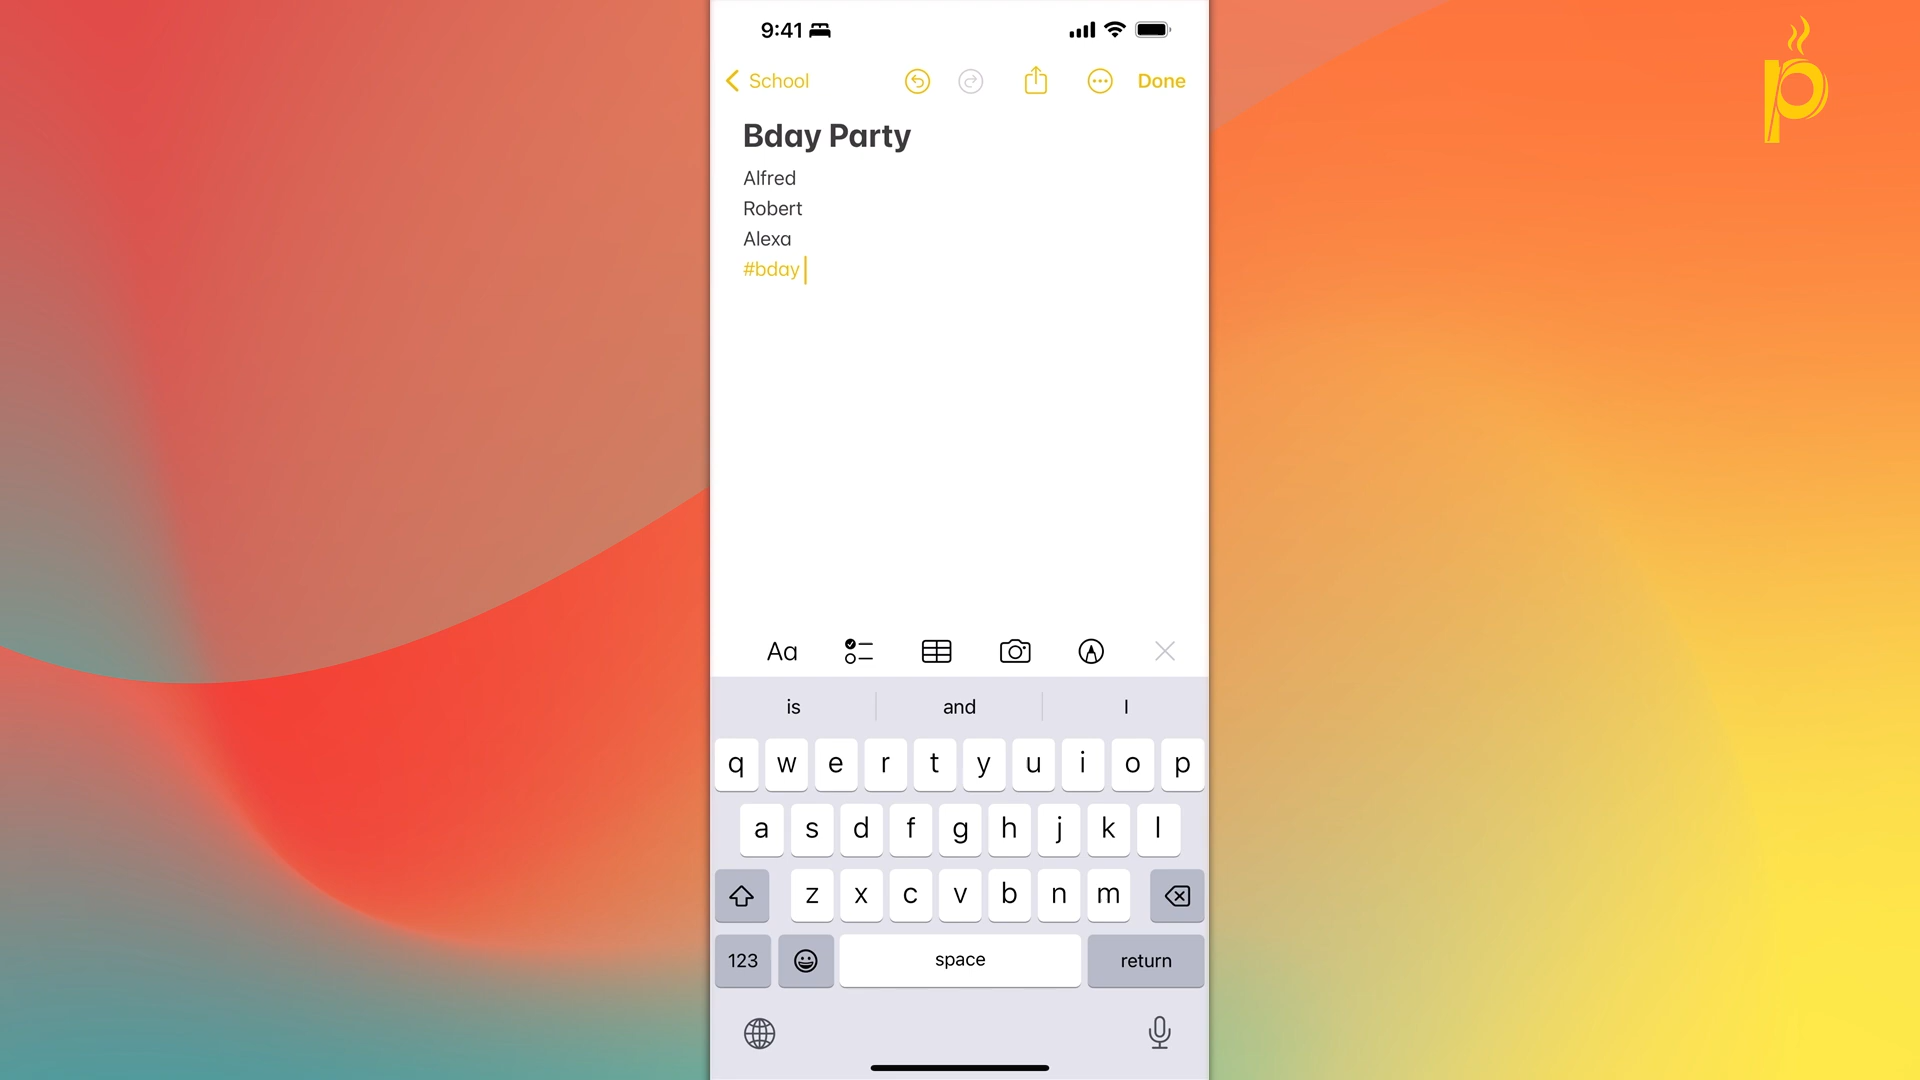 9:41
School
Done
Bday Party
Alfred
Robert
Alexa
#bday
Aa
is and I
q w e r t y u i o p
a s d f g h j k l
z x c v b n m
123 space return